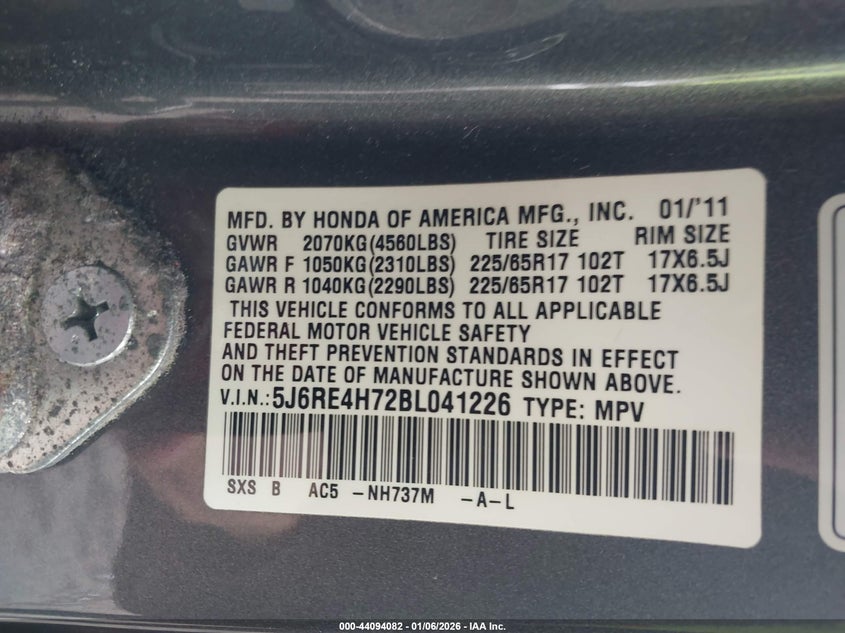 MFD. BY HONDA OF AMERICA MFG., INC. 01/'11
GVWR 2070KG(4560LBS) TIRE SIZE RIM SIZE
GAWR F 1050KG(2310LBS) 225/65R17 102T 17X6.5J
GAWR R 1040KG(2290LBS) 225/65R17 102T 17X6.5J
THIS VEHICLE CONFORMS TO ALL APPLICABLE
FEDERAL MOTOR VEHICLE SAFETY
AND THEFT PREVENTION STANDARDS IN EFFECT
ON THE DATE OF MANUFACTURE SHOWN ABOVE.
V.I.N.: 5J6RE4H72BL041226 TYPE: MPV
SXS B AC5 -NH737M -A-L
000-44094082 - 01/06/2026 - IAA Inc.